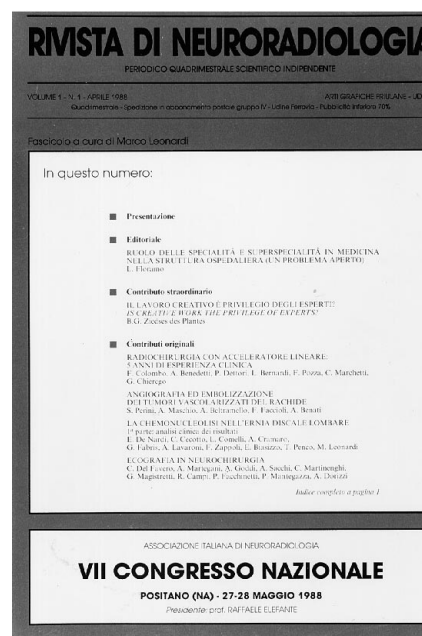 RIVISTA DI NEURORADIOLOGIA
PERIODICO QUADRIMESTRALE SCIENTIFICO INDIPENDENTE
VOLUME 1 - N. 1 - APRILE 1988
ARTI GRAFICHE FRIULANE - UD
Quadrimestrale - Spedizione in abbonamento postale gruppo IV - Udine Ferrovia - Pubblicità inferiore 70%
Fascicolo a cura di Marco Leonardi
In questo numero:
Presentazione
Editoriale
RUOLO DELLE SPECIALITÀ E SUPERSPECIALITÀ IN MEDICINA
NELLA STRUTTURA OSPEDALIERA (UN PROBLEMA APERTO)
L. Floriano
Contributo straordinario
IL LAVORO CREATIVO È PRIVILEGIO DEGLI ESPERTI?
IS CREATIVE WORK THE PRIVILEGE OF EXPERTS?
B.G. Ziedses des Plantes
Contributi originali
RADIOCHIRURGIA CON ACCELERATORE LINEARE:
5 ANNI DI ESPERIENZA CLINICA
F. Colombo, A. Benedetti, P. Dettori, L. Bernardi, F. Pozza, C. Marchetti,
G. Chierego
ANGIOGRAFIA ED EMBOLIZZAZIONE
DEI TUMORI VASCOLARIZZATI DEL RACHIDE
S. Perini, A. Maschio, A. Beltramello, F. Faccioli, A. Benati
LA CHEMONUCLEOLISI NELL'ERNIA DISCALE LOMBARE
1ª parte: analisi clinica dei risultati
E. De Nardi, C. Cecotto, L. Comelli, A. Cramaro,
G. Fabris, A. Lavaroni, F. Zappoli, E. Biasizzo, T. Penco, M. Leonardi
ECOGRAFIA IN NEUROCHIRURGIA
C. Del Favero, A. Martegani, A. Goddi, A. Sacchi, C. Martinenghi,
G. Magistretti, R. Campi, P. Facchinetti, P. Maniegazza, A. Dorizzi
Indice completo a pagina 1
ASSOCIAZIONE ITALIANA DI NEURORADIOLOGIA
VII CONGRESSO NAZIONALE
POSITANO (NA) - 27-28 MAGGIO 1988
Presidente: prof. RAFFAELE ELEFANTE